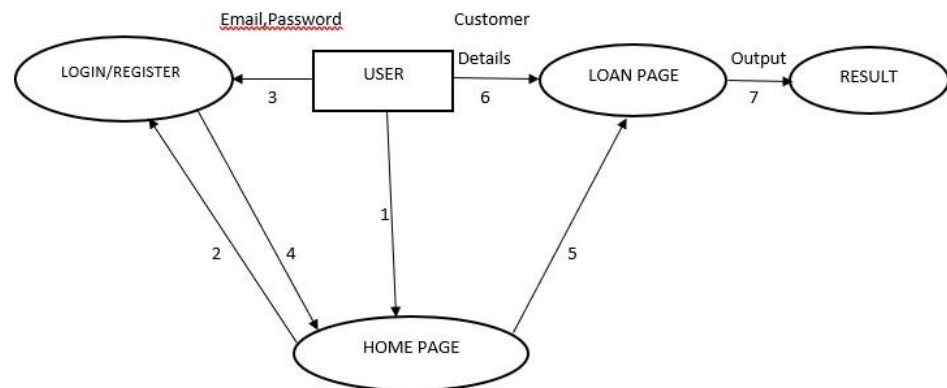 Email,Password
Customer
LOGIN/REGISTER
USER
Details
LOAN PAGE
Output
RESULT
3
6
7
1
2
4
5
HOME PAGE